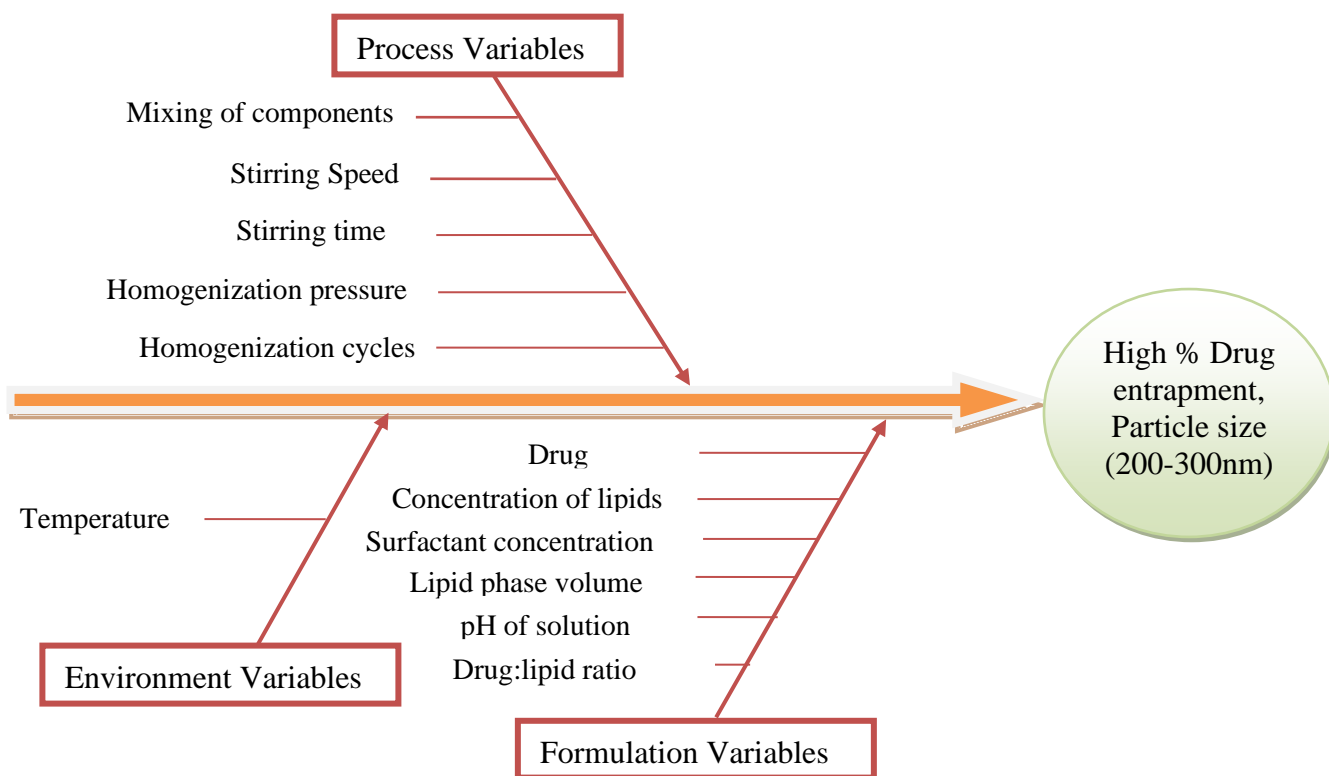 Process Variables
Mixing of components
Stirring Speed
Stirring time
Homogenization pressure
Homogenization cycles
High % Drug
entrapment,
Particle size
(200-300nm)
Temperature
Environment Variables
Drug
Concentration of lipids
Surfactant concentration
Lipid phase volume
pH of solution
Drug:lipid ratio
Formulation Variables